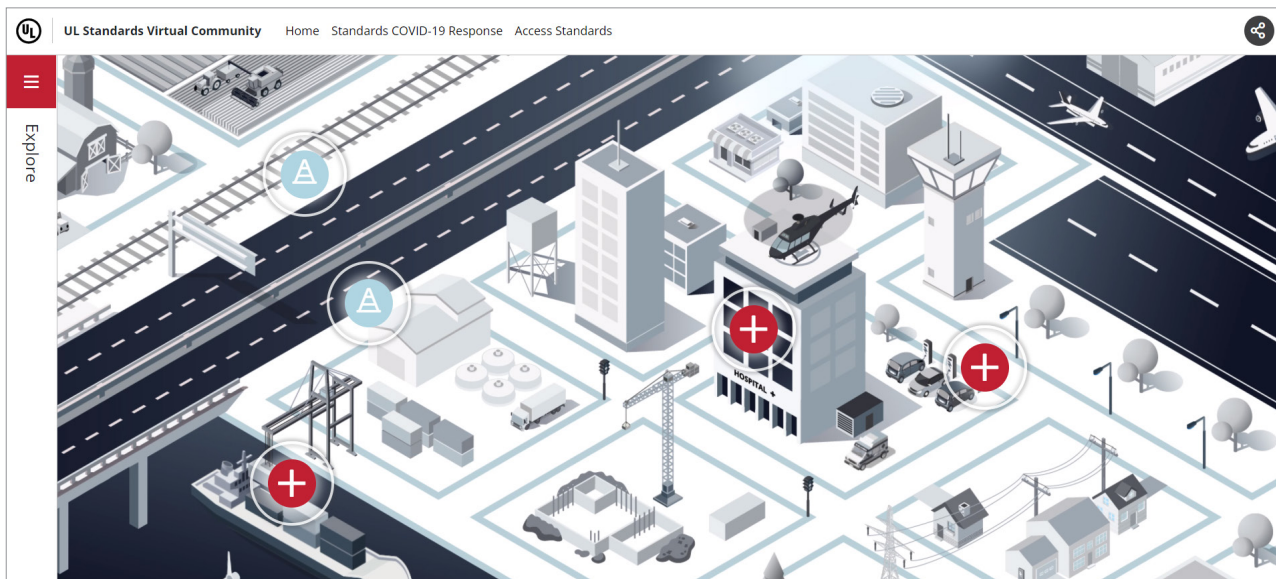 UL
UL Standards Virtual Community Home Standards COVID-19 Response Access Standards
Explore
HOSPITAL +